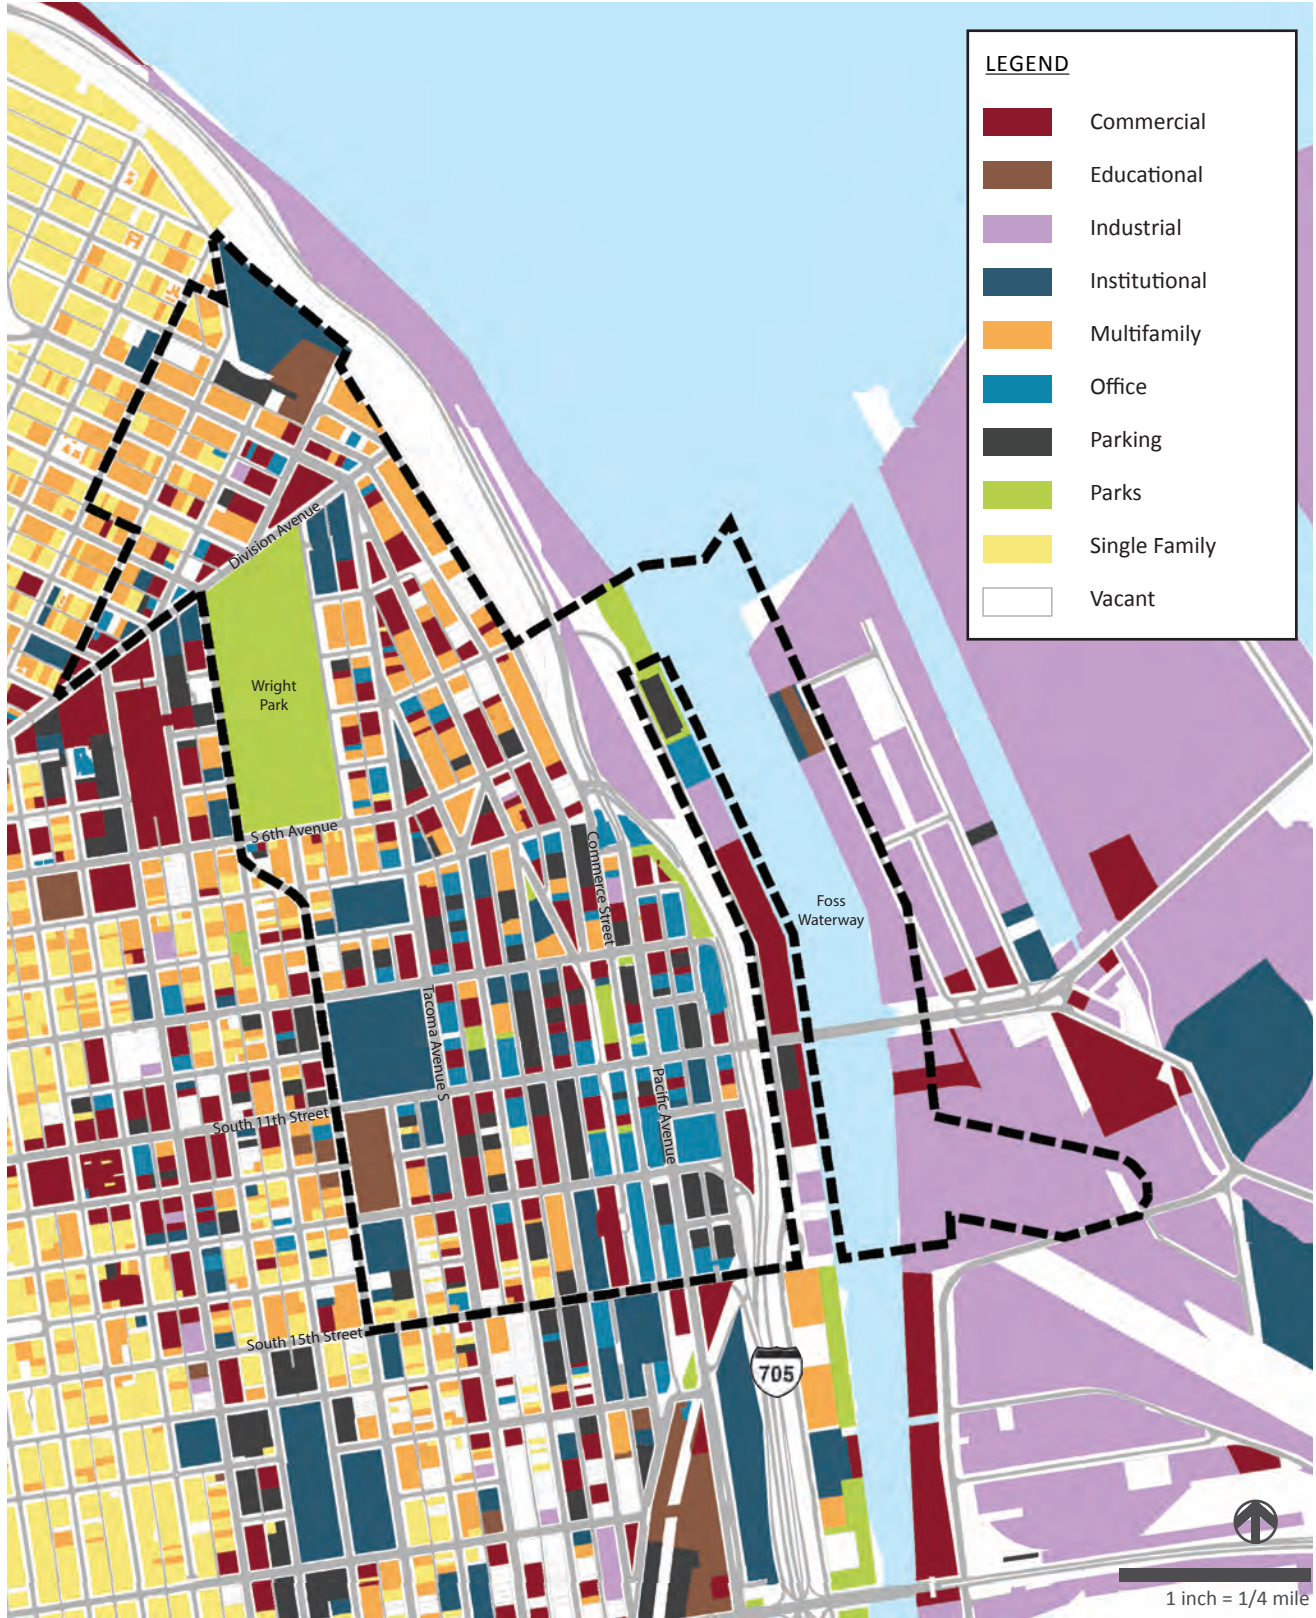 LEGEND
Commercial
Educational
Industrial
Institutional
Multifamily
Office
Parking
Parks
Single Family
Vacant
Division Avenue
Wright
Park
S 6th Avenue
Commerce Street
Foss
Waterway
Tacoma Avenue S
Pacific Avenue
South 11th Street
South 15th Street
705
1 inch = 1/4 mile